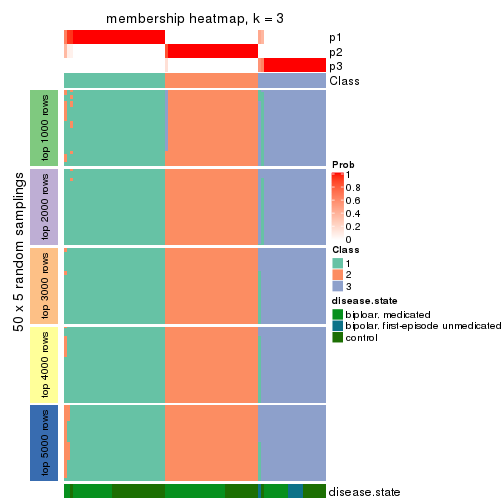 membership heatmap, k = 3
p1
p2
p3
Class
50 x 5 random samplings
top 1000 rows
top 2000 rows
top 3000 rows
top 4000 rows
top 5000 rows
Prob
1
0.8
0.6
0.4
0.2
0
Class
1
2
3
disease.state
biploar. medicated
bipolar. first-episode unmedicated
control
disease.state